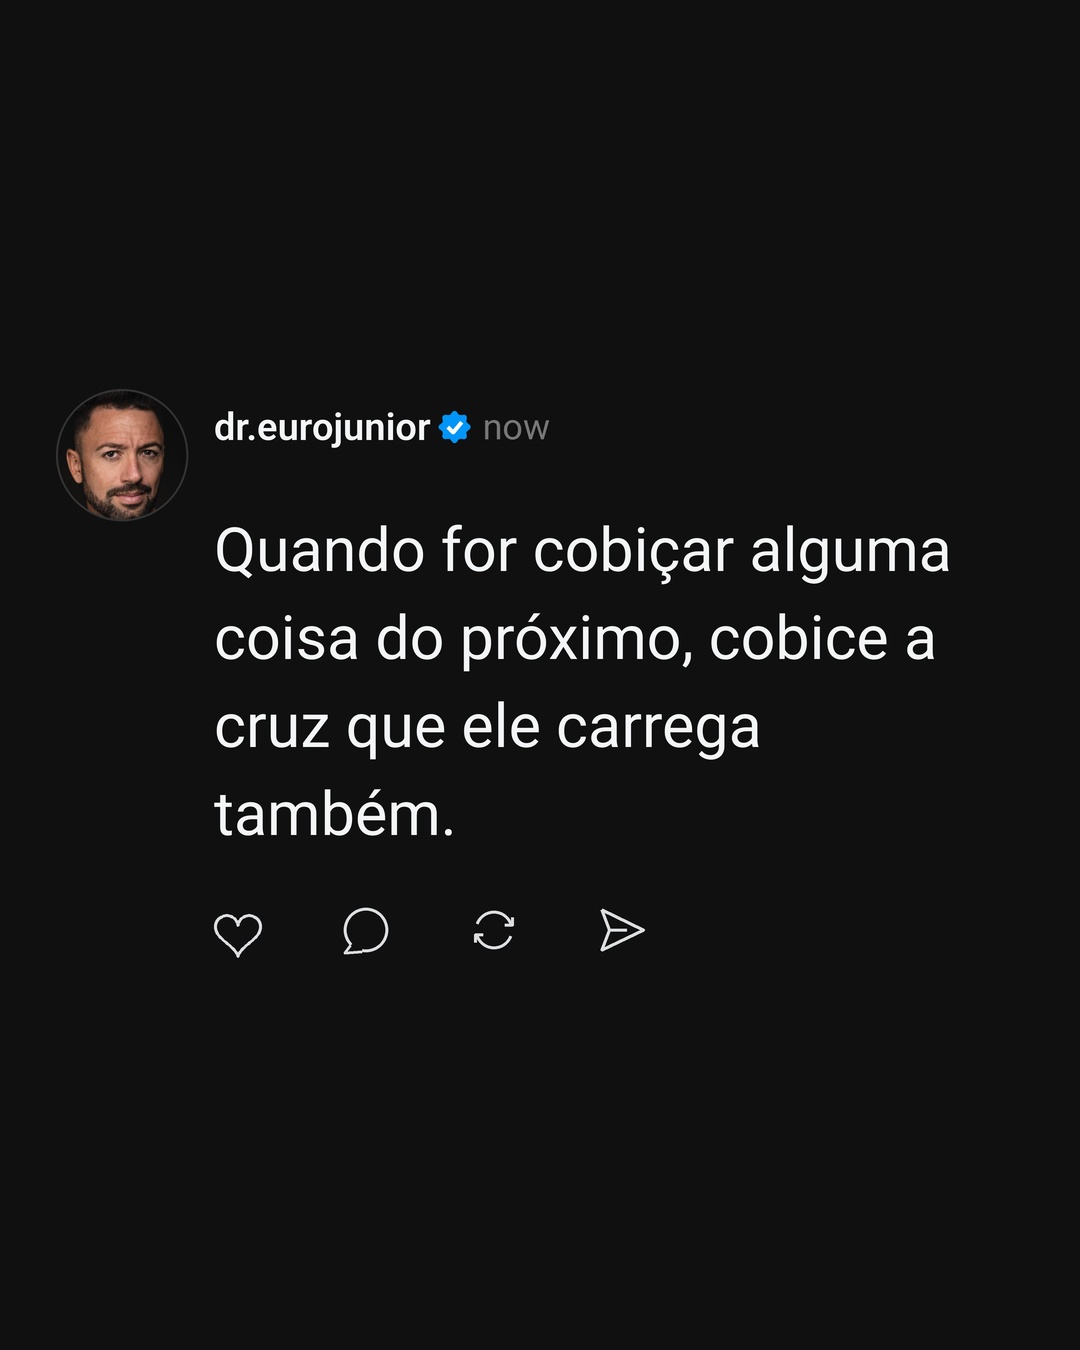 dr.eurojunior now
Quando for cobiçar alguma
coisa do próximo, cobice a
cruz que ele carrega
também.